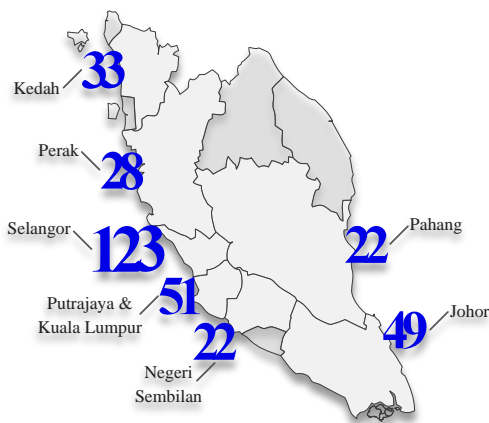 33
Kedah
Perak
28
Selangor
123
22
Pahang
Putrajaya &
Kuala Lumpur
51
49
Johor
22
Negeri
Sembilan